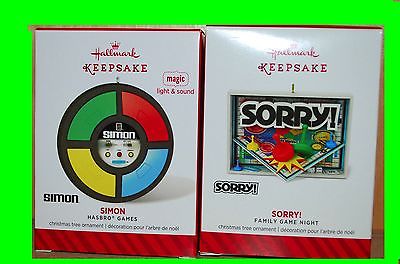 Hallmark
KEEPSAKE
magic
light & sound
SIMON
SIMON
SIMON
HASBRO® GAMES
christmas tree ornament | décoration pour l'arbre de noël
Hallmark
KEEPSAKE
SORRY!
SORRY!
SORRY!
FAMILY GAME NIGHT
christmas tree ornament | décoration pour l'arbre de noël